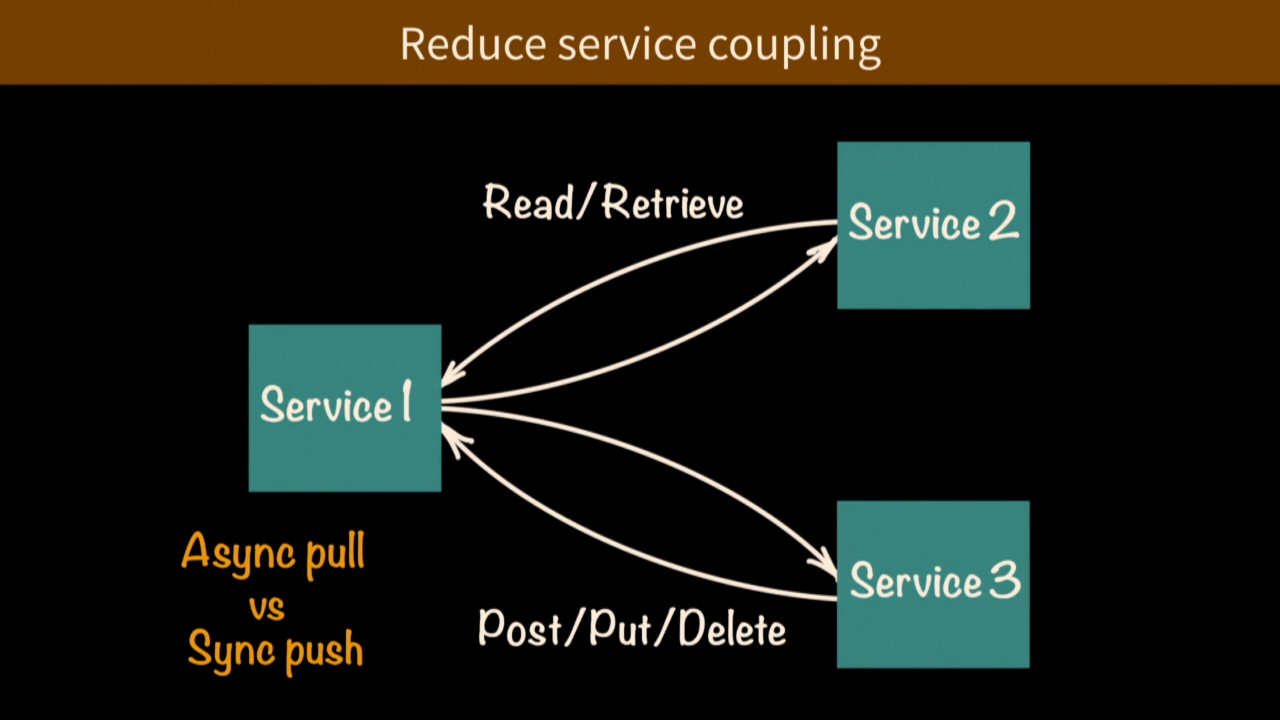 Reduce service coupling
Read/Retrieve
Service 2
Service 1
Async pull
vs
Sync push
Service 3
Post/Put/Delete